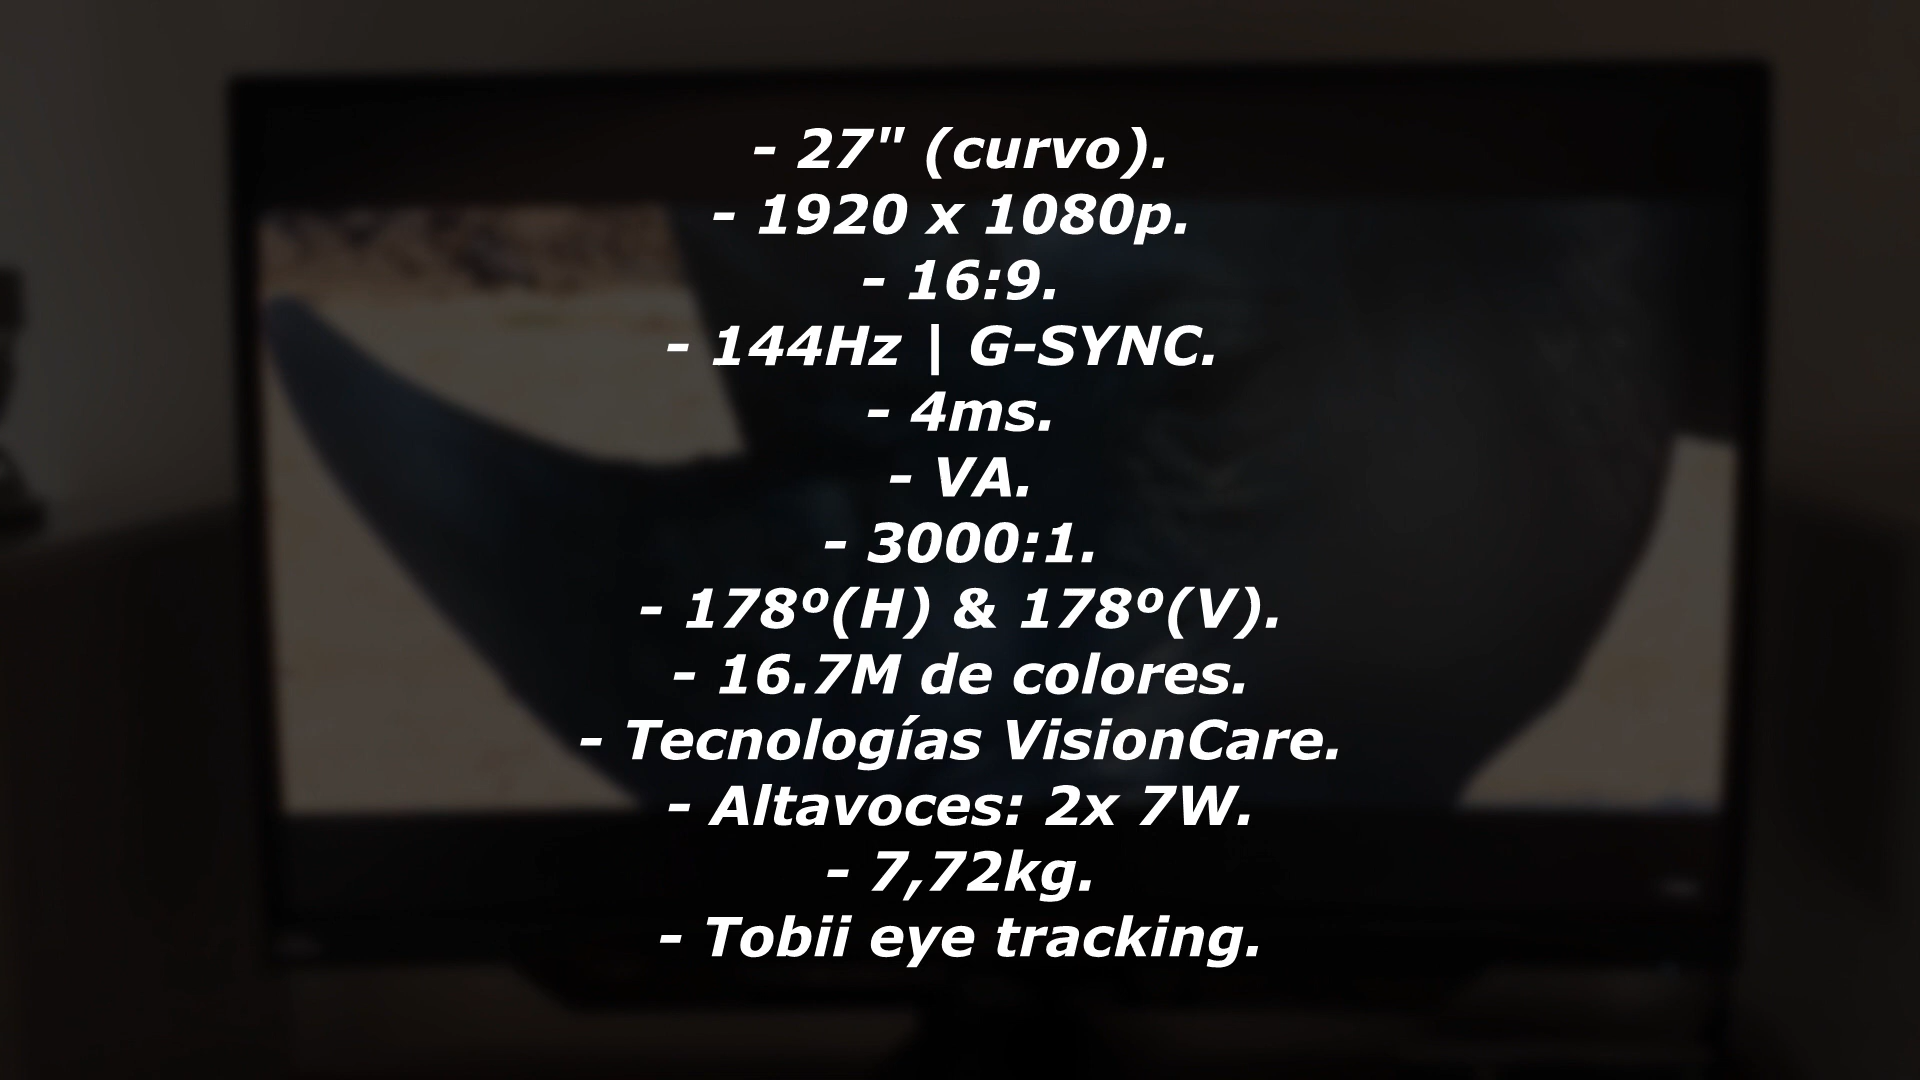 - 27" (curvo).
- 1920 x 1080p.
- 16:9.
- 144Hz | G-SYNC.
- 4ms.
- VA.
- 3000:1.
- 178º(H) & 178º(V).
- 16.7M de colores.
- Tecnologías VisionCare.
- Altavoces: 2x 7W.
- 7,72kg.
- Tobii eye tracking.